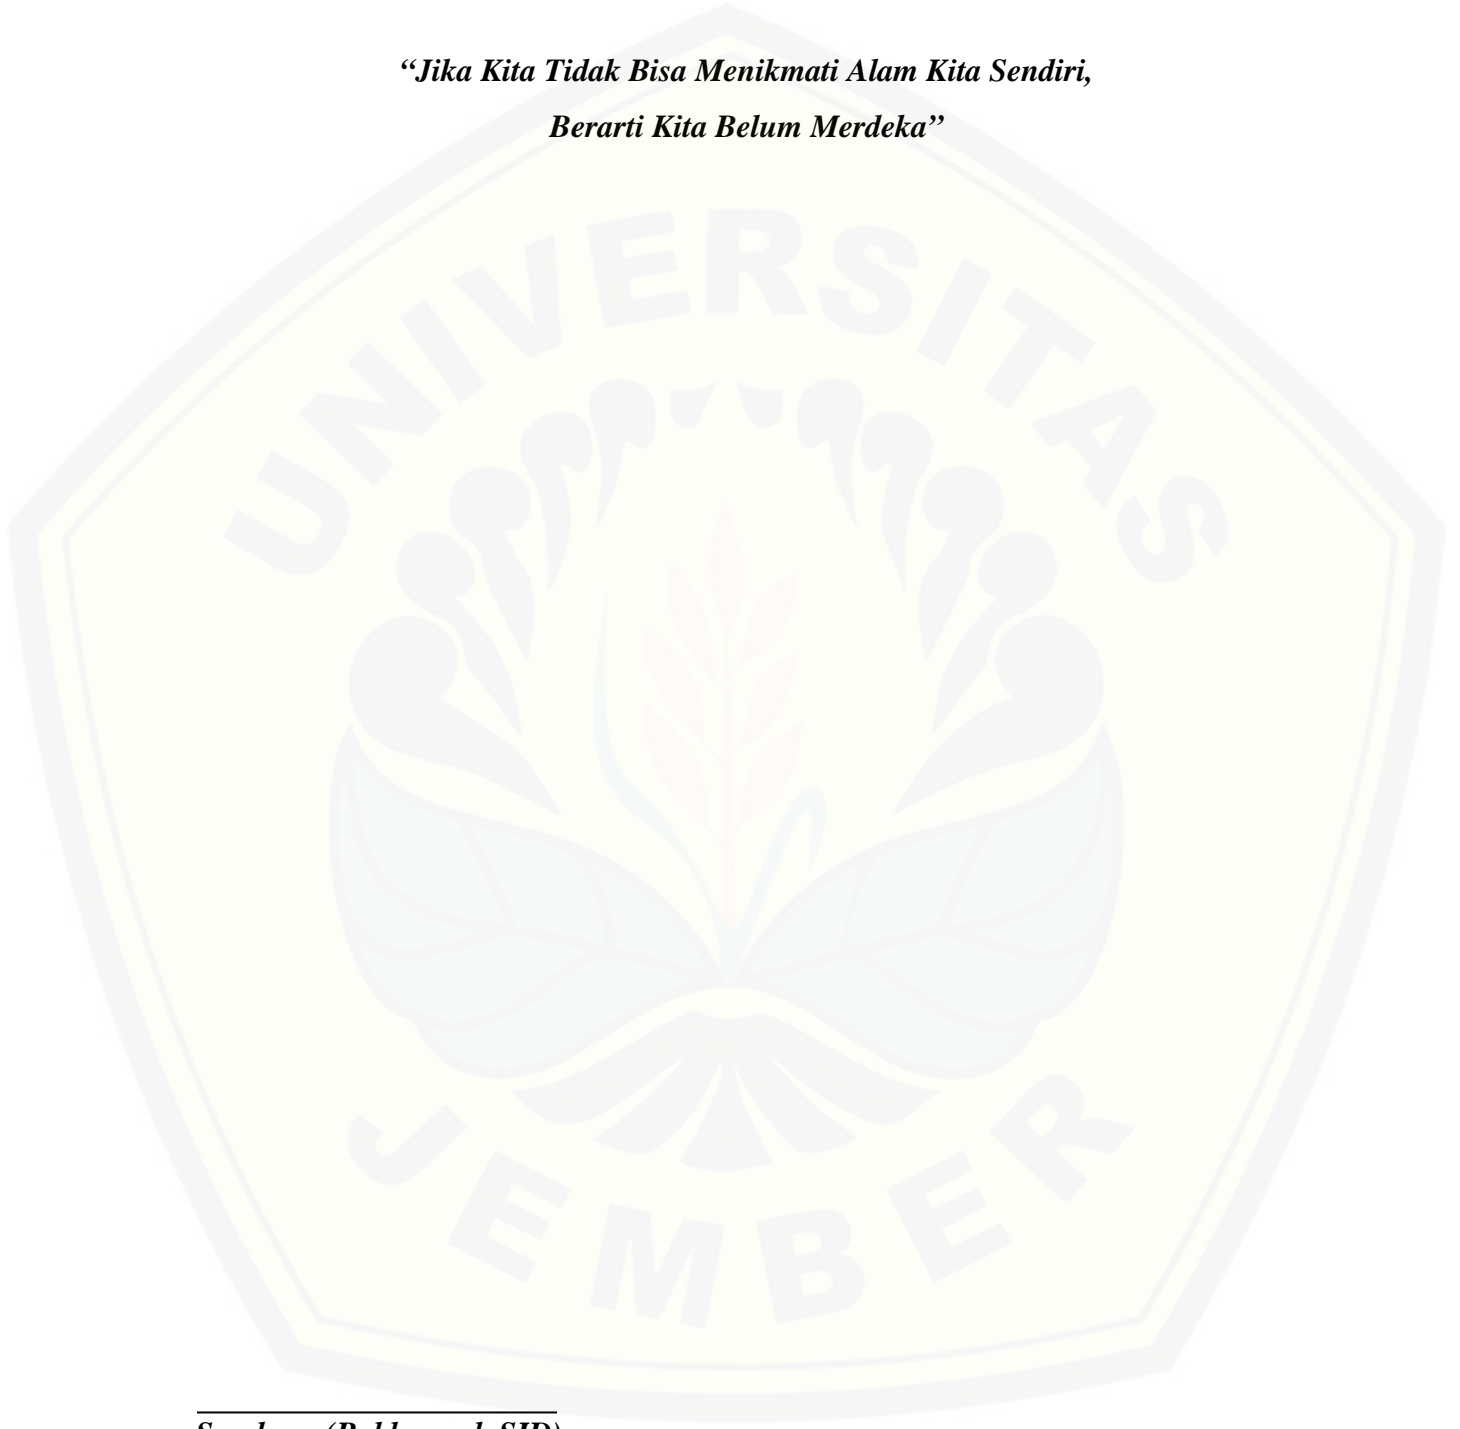 “Jika Kita Tidak Bisa Menikmati Alam Kita Sendiri,
Berarti Kita Belum Merdeka”
UNIVERSITAS
JEMBER